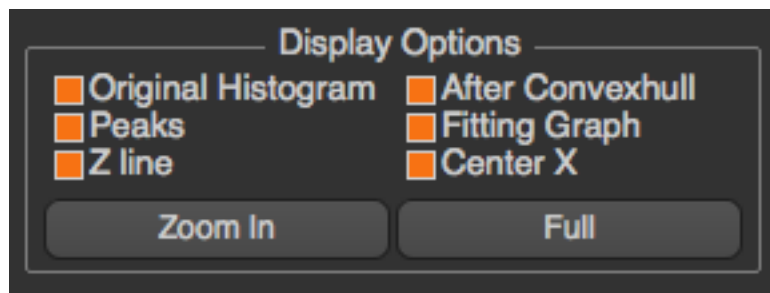 Display Options
Original Histogram After Convexhull
Peaks Fitting Graph
Z line Center X
Zoom In Full